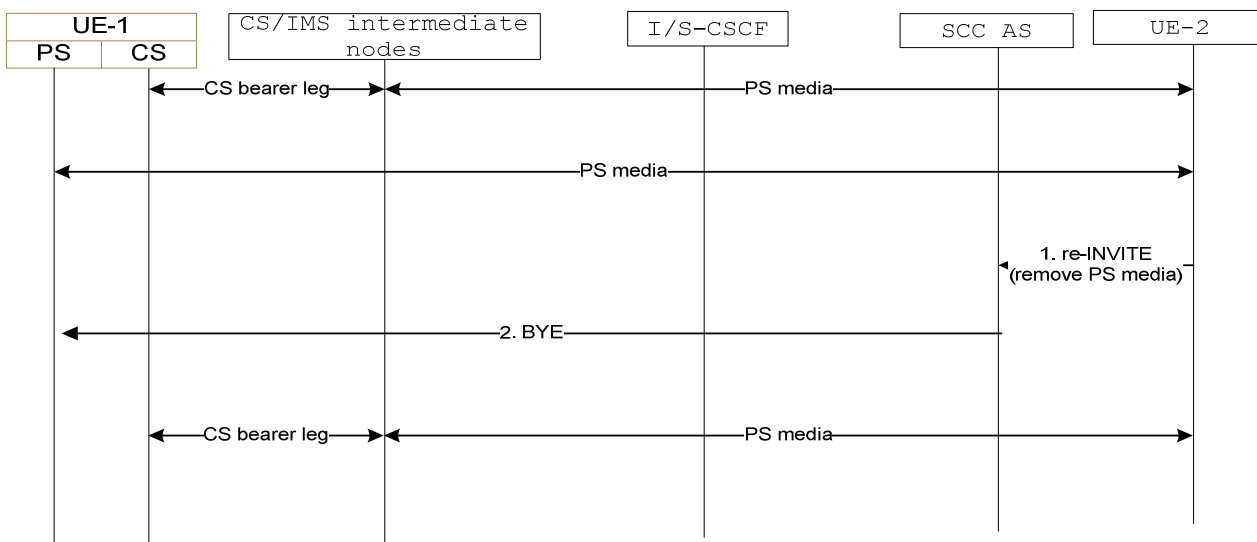 UE-1
PS
CS
CS/IMS intermediate
nodes
I/S-CSCF
SCC AS
UE-2
CS bearer leg
PS media
PS media
1. re-INVITE
(remove PS media)
2. BYE
CS bearer leg
PS media